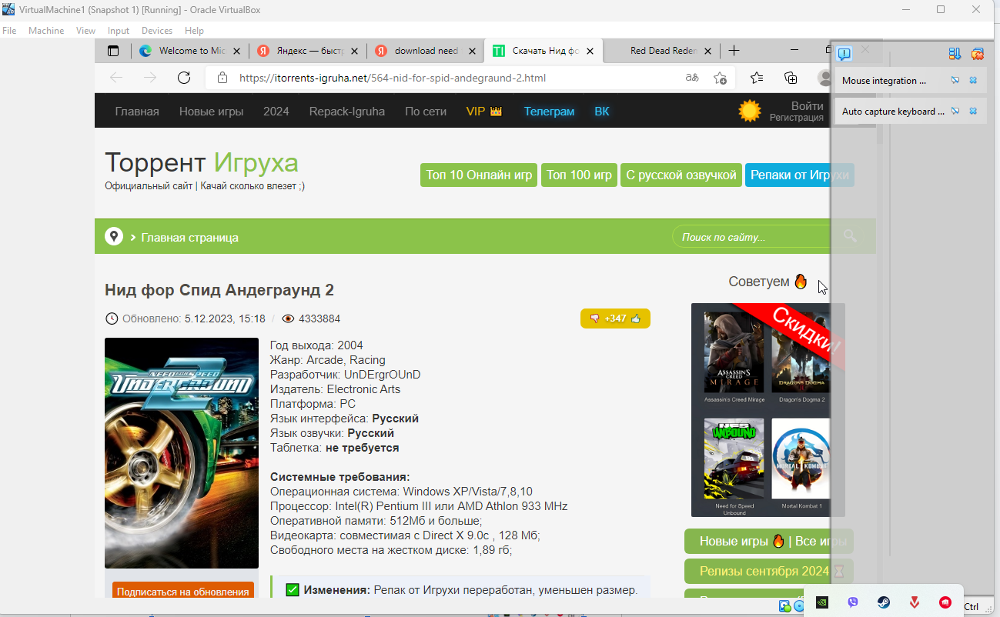 VirtualMachine1 (Snapshot 1) [Running] - Oracle VirtualBox
File Machine View Input Devices Help
Welcome to Mic
Яндекс — быст
download need
Скачать Нид фо
Red Dead Reden
https://itorrents-igruha.net/564-nid-for-spid-andegraund-2.html
Mouse integration ...
Auto capture keyboard ...
Главная Новые игры 2024 Repack-Igruha По сети VIP Телеграм ВК
Войти
Регистрация
Торрент Игруха
Официальный сайт | Качай сколько влезет ;)
Топ 10 Онлайн игр Топ 100 игр С русской озвучкой Репаки от Игрухи
Главная страница
Поиск по сайту...
Нид фор Спид Андеграунд 2
Обновлено: 5.12.2023, 15:18 / 4333884
+347
NEED FOR SPEED
UNDERGROUND
2
Год выхода: 2004
Жанр: Arcade, Racing
Разработчик: UnDErgrOUnD
Издатель: Electronic Arts
Платформа: PC
Язык интерфейса: Русский
Язык озвучки: Русский
Таблетка: не требуется
Системные требования:
Операционная система: Windows XP/Vista/7,8,10
Процессор: Intel(R) Pentium III или AMD Athlon 933 MHz
Оперативной памяти: 512Мб и больше;
Видеокарта: совместимая с Direct X 9.0c , 128 Мб;
Свободного места на жестком диске: 1,89 гб;
Изменения: Репак от Игрухи переработан, уменьшен размер.
Подписаться на обновления
Советуем
Скидки!
ASSASSIN'S
CREED
MIRAGE
DRAGON'S DOGMA
Assassin's Creed Mirage
Dragon's Dogma 2
NFS
UNBOUND
MORTAL KOMBAT
Need for Speed
Unbound
Mortal Kombat 1
Новые игры | Все игры
Релизы сентября 2024
Ctrl